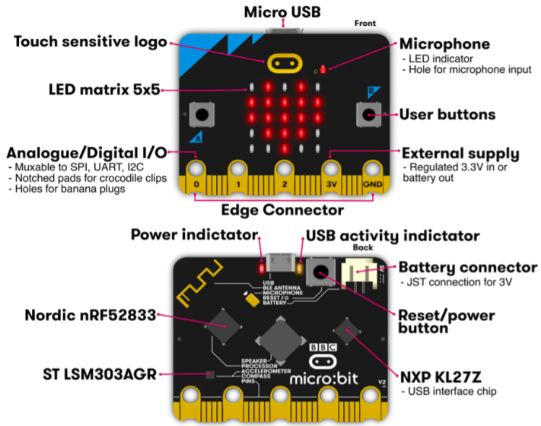 Micro USB
Front
Touch sensitive logo
Microphone
- LED indicator
- Hole for microphone input
LED matrix 5x5
B
User buttons
A
Analogue/Digital I/O
- Muxable to SPI, UART, I2C
- Notched pads for crocodile clips
- Holes for banana plugs
External supply
- Regulated 3.3V in or
battery out
0
1
2
3V
GND
Edge Connector
Power indictator
USB activity indictator
Back
Battery connector
- JST connection for 3V
USB
BLE ANTENNA
MICROPHONE
RESET / 
BATTERY
Reset/power
button
Nordic nRF52833
BBC
micro:bit
SPEAKER
PROCESSOR
ACCELEROMETER
COMPASS
PINS
ST LSM303AGR
NXP KL27Z
- USB interface chip
V2